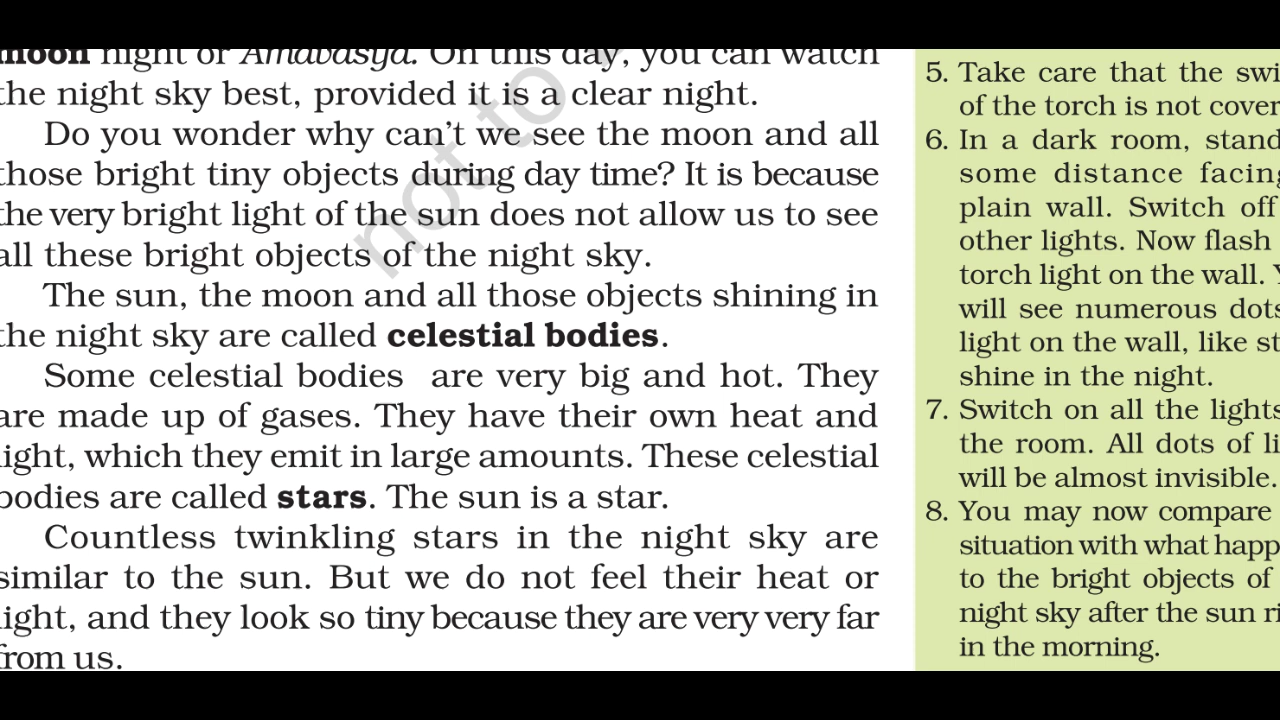 moon night or Amavasya. On this day, you can watch
the night sky best, provided it is a clear night.
Do you wonder why can't we see the moon and all
those bright tiny objects during day time? It is because
the very bright light of the sun does not allow us to see
all these bright objects of the night sky.
The sun, the moon and all those objects shining in
the night sky are called celestial bodies.
Some celestial bodies are very big and hot. They
are made up of gases. They have their own heat and
light, which they emit in large amounts. These celestial
bodies are called stars. The sun is a star.
Countless twinkling stars in the night sky are
similar to the sun. But we do not feel their heat or
light, and they look so tiny because they are very very far
from us.
not to
5. Take care that the swi
of the torch is not cover
6. In a dark room, stand
some distance facing
plain wall. Switch off
other lights. Now flash
torch light on the wall. Y
will see numerous dots
light on the wall, like st
shine in the night.
7. Switch on all the lights
the room. All dots of li
will be almost invisible.
8. You may now compare
situation with what happ
to the bright objects of
night sky after the sun ri
in the morning.